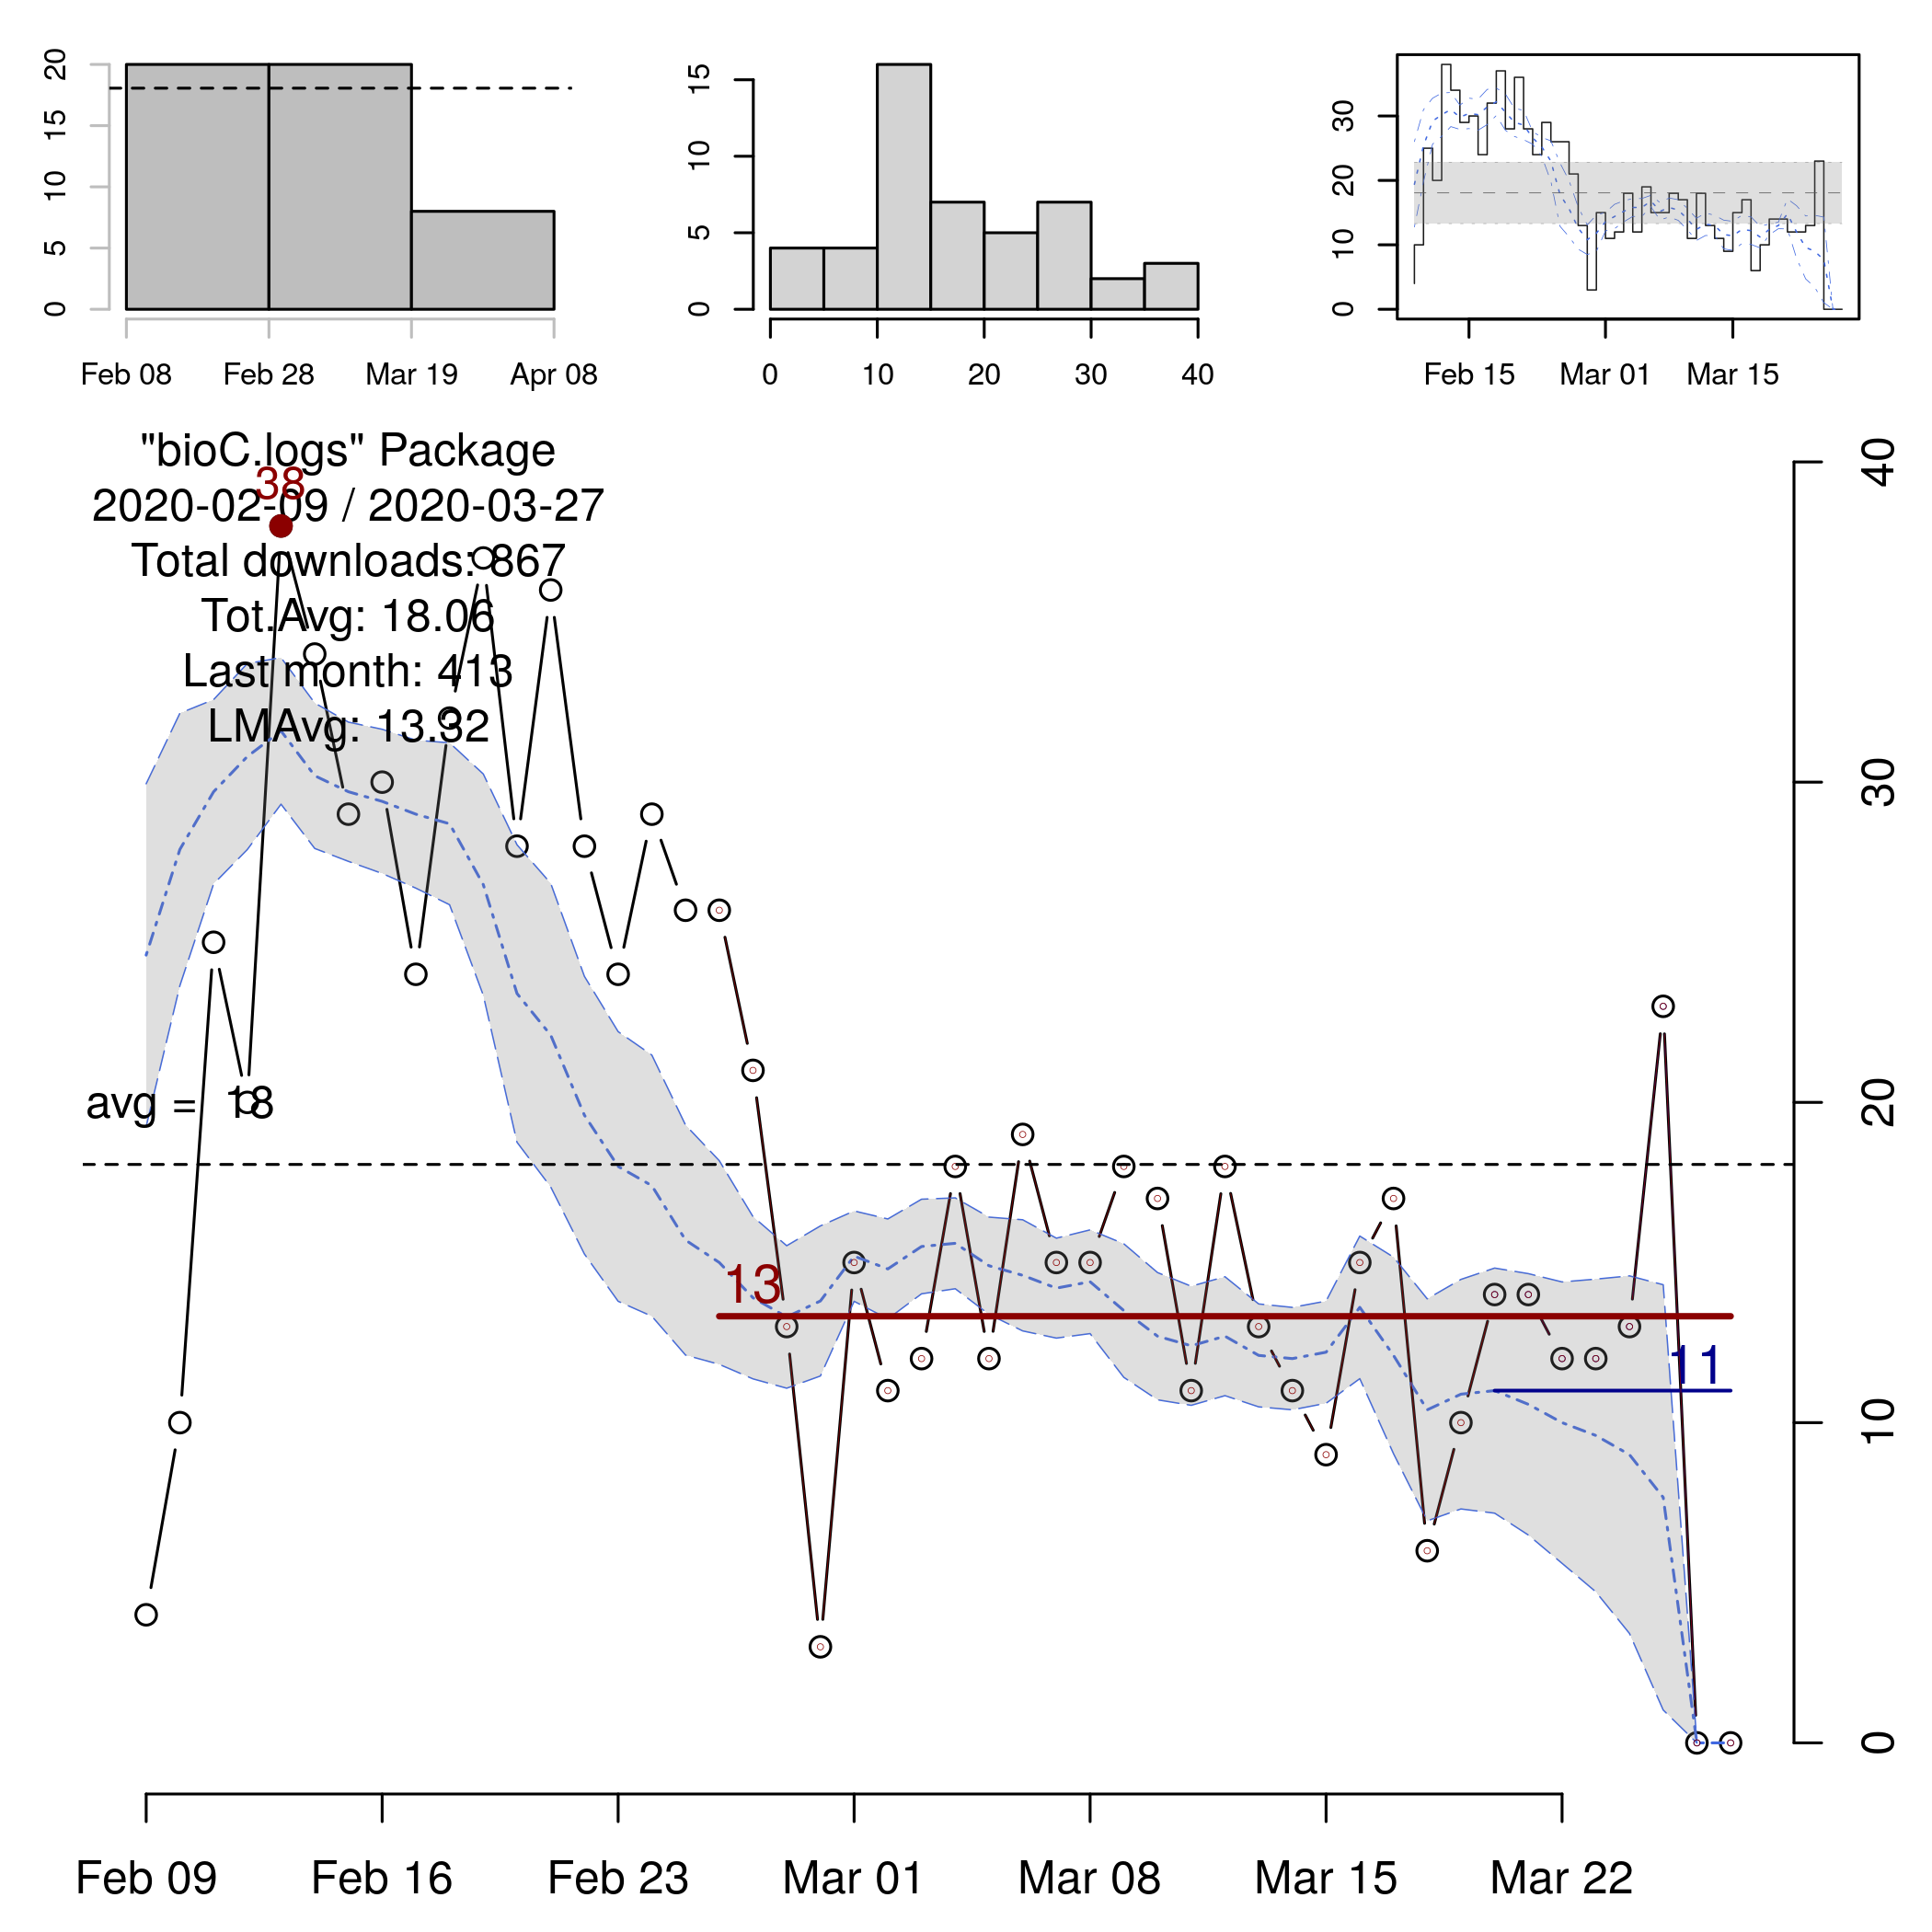 20
15
10
5
0
Feb 08 Feb 28 Mar 19 Apr 08
15
10
5
0
0 10 20 30 40
30
20
10
0
Feb 15 Mar 01 Mar 15
"bioC.logs" Package
38
2020-02-09 / 2020-03-27
Total downloads: 867
Tot.Avg: 18.06
Last month: 413
LMAvg: 13.32
avg = 18
13
11
40
30
20
10
0
Feb 09 Feb 16 Feb 23 Mar 01 Mar 08 Mar 15 Mar 22